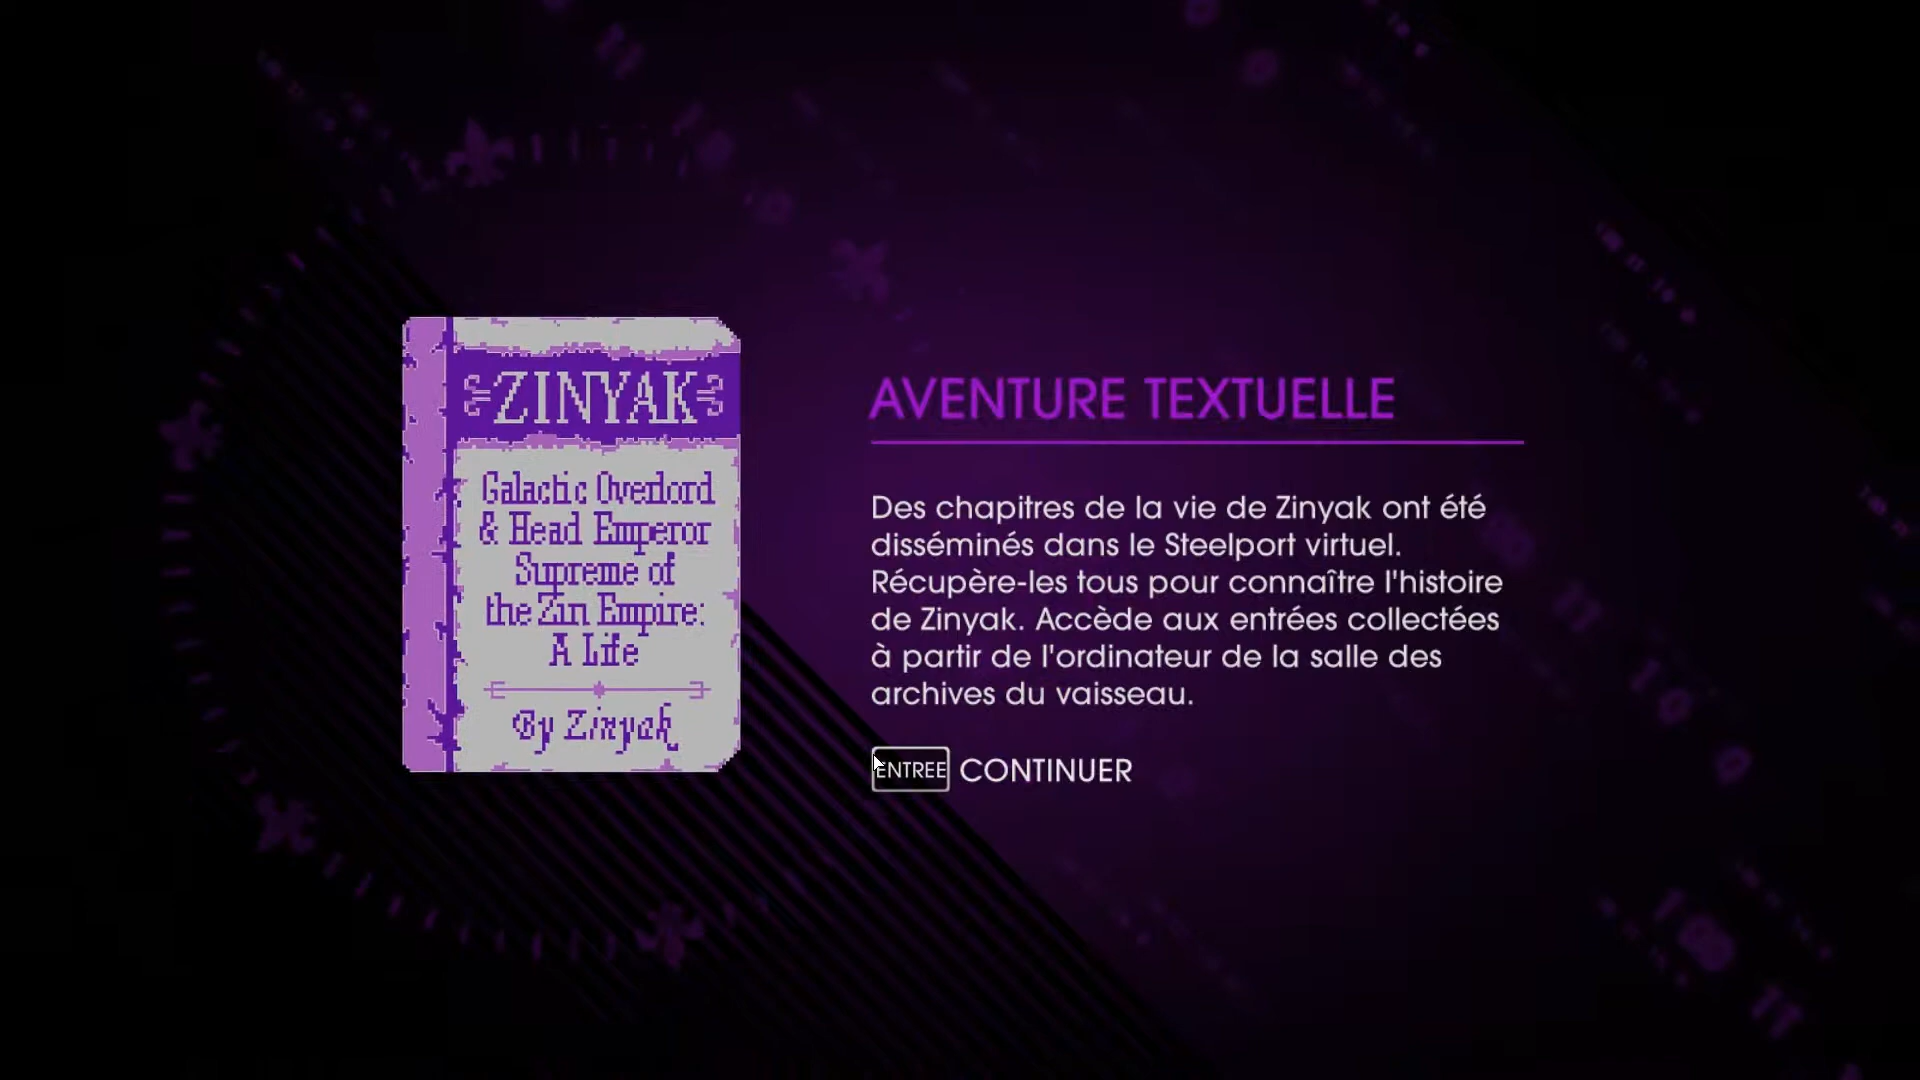 ZINYAK
Galactic Overlord
& Head Emperor
Supreme of
the Zin Empire:
A Life
By Zinyak
AVENTURE TEXTUELLE
Des chapitres de la vie de Zinyak ont été
disséminés dans le Steelport virtuel.
Récupère-les tous pour connaître l'histoire
de Zinyak. Accède aux entrées collectées
à partir de l'ordinateur de la salle des
archives du vaisseau.
ENTREE CONTINUER